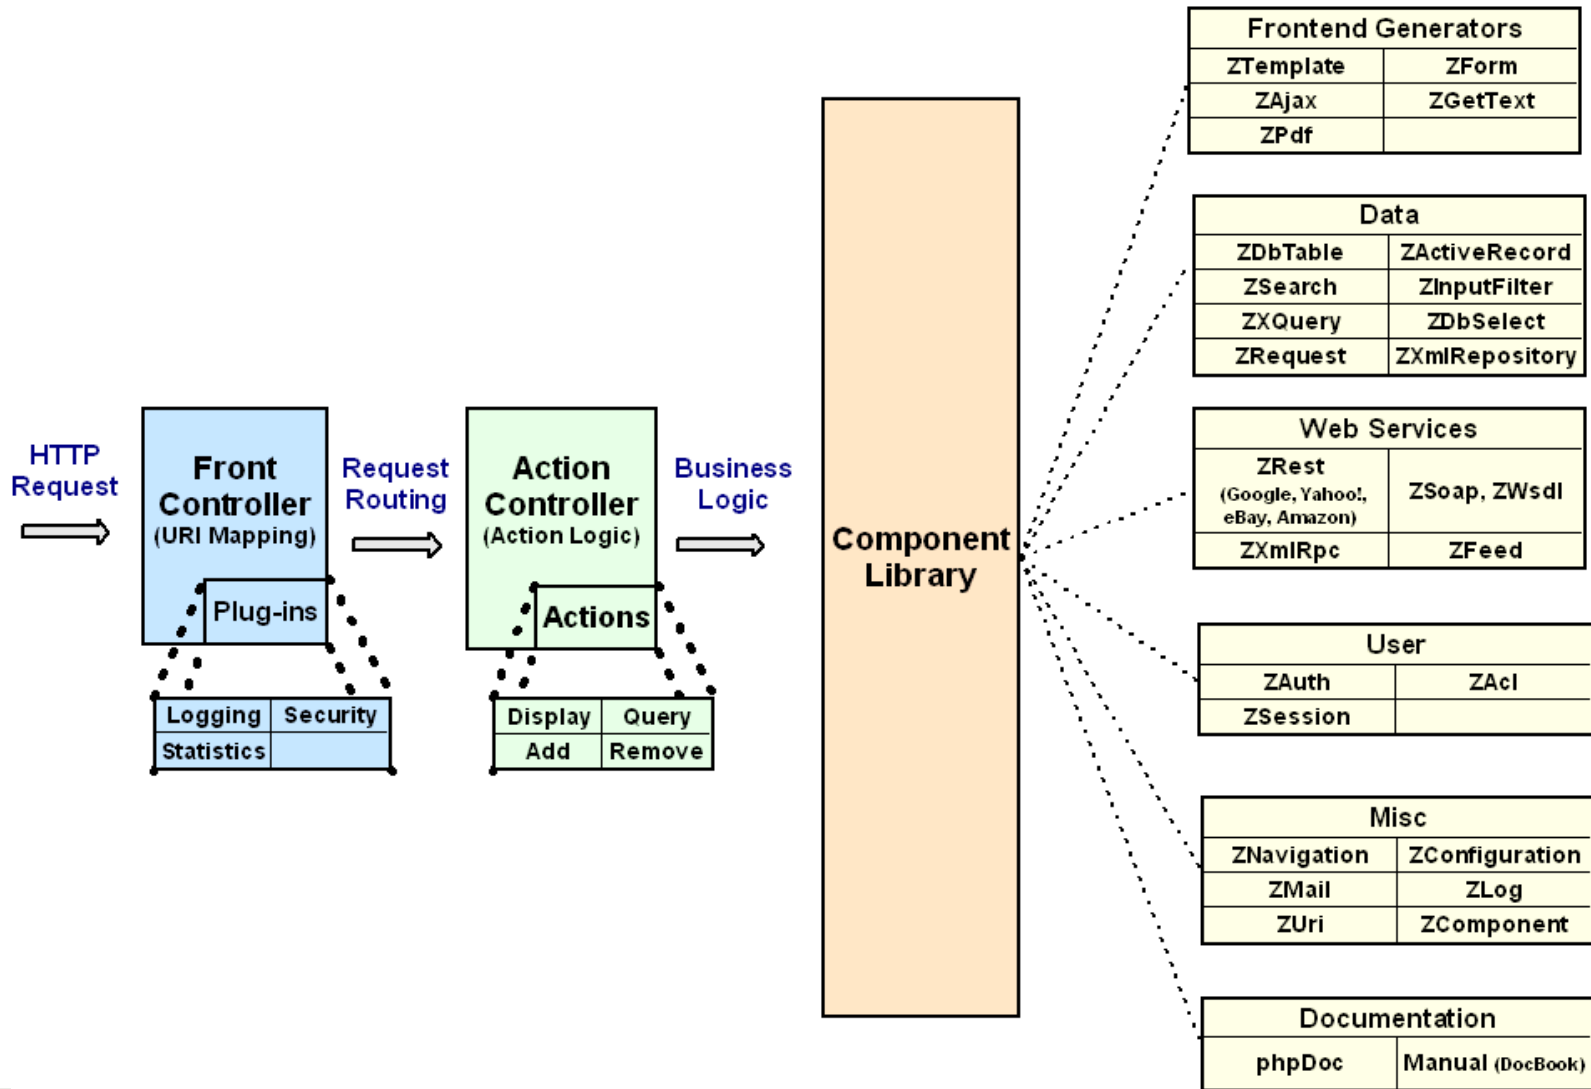 HTTP
Request
Front
Controller
(URI Mapping)
Plug-ins
Logging Security
Statistics
Request
Routing
Action
Controller
(Action Logic)
Actions
Display Query
Add Remove
Business
Logic
Component
Library
Frontend Generators
ZTemplate ZForm
ZAjax ZGetText
ZPdf
Data
ZDbTable ZActiveRecord
ZSearch ZInputFilter
ZXQuery ZDbSelect
ZRequest ZXmlRepository
Web Services
ZRest
(Google, Yahoo!,
eBay, Amazon)
ZSoap, ZWsdl
ZXmlRpc ZFeed
User
ZAuth ZAcl
ZSession
Misc
ZNavigation ZConfiguration
ZMail ZLog
ZUri ZComponent
Documentation
phpDoc Manual (DocBook)